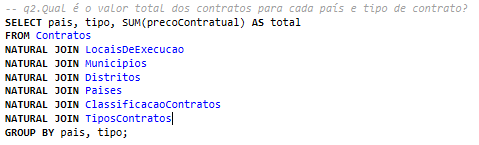 -- q2.Qual é o valor total dos contratos para cada país e tipo de contrato?
SELECT pais, tipo, SUM(precoContratual) AS total
FROM Contratos
NATURAL JOIN LocaisDeExecucao
NATURAL JOIN Municipios
NATURAL JOIN Distritos
NATURAL JOIN Paises
NATURAL JOIN ClassificacaoContratos
NATURAL JOIN TiposContratos
GROUP BY pais, tipo;